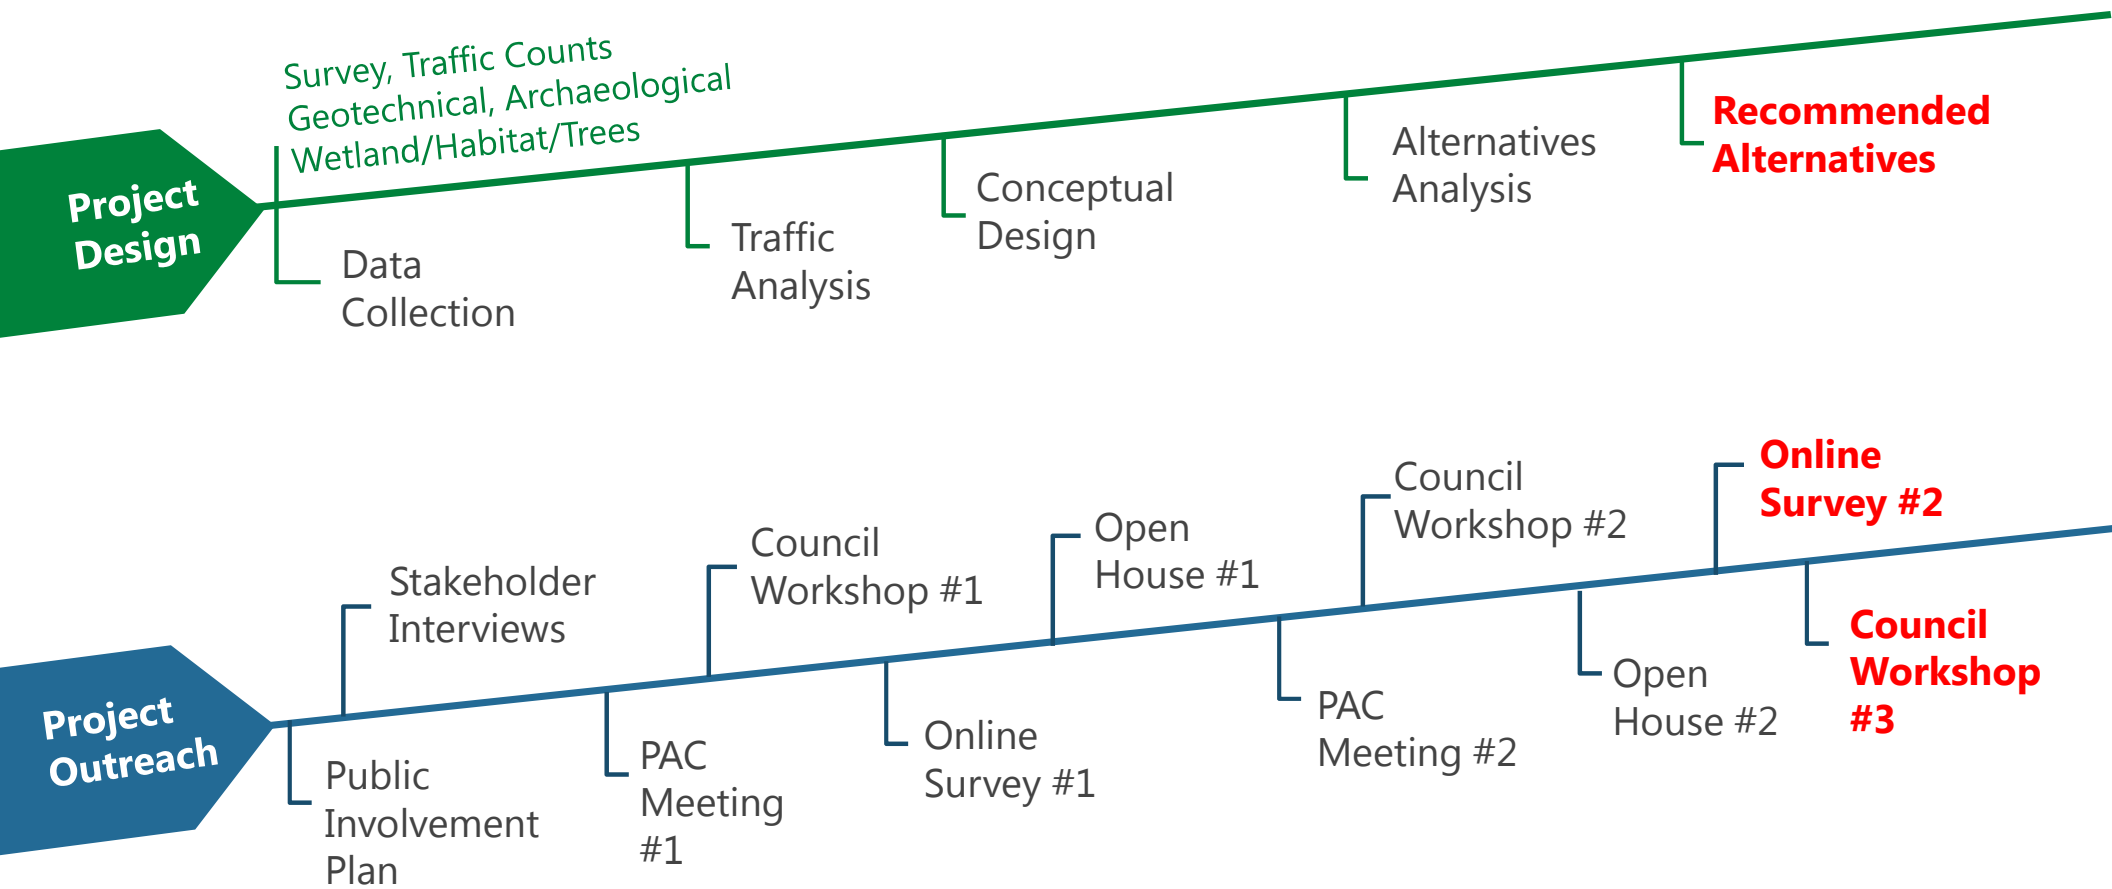 Survey, Traffic Counts
Geotechnical, Archaeological
Wetland/Habitat/Trees
Project
Design
Data
Collection
Traffic
Analysis
Conceptual
Design
Alternatives
Analysis
Recommended
Alternatives
Project
Outreach
Public
Involvement
Plan
Stakeholder
Interviews
PAC
Meeting
#1
Council
Workshop #1
Online
Survey #1
Open
House #1
PAC
Meeting #2
Council
Workshop #2
Open
House #2
Online
Survey #2
Council
Workshop
#3